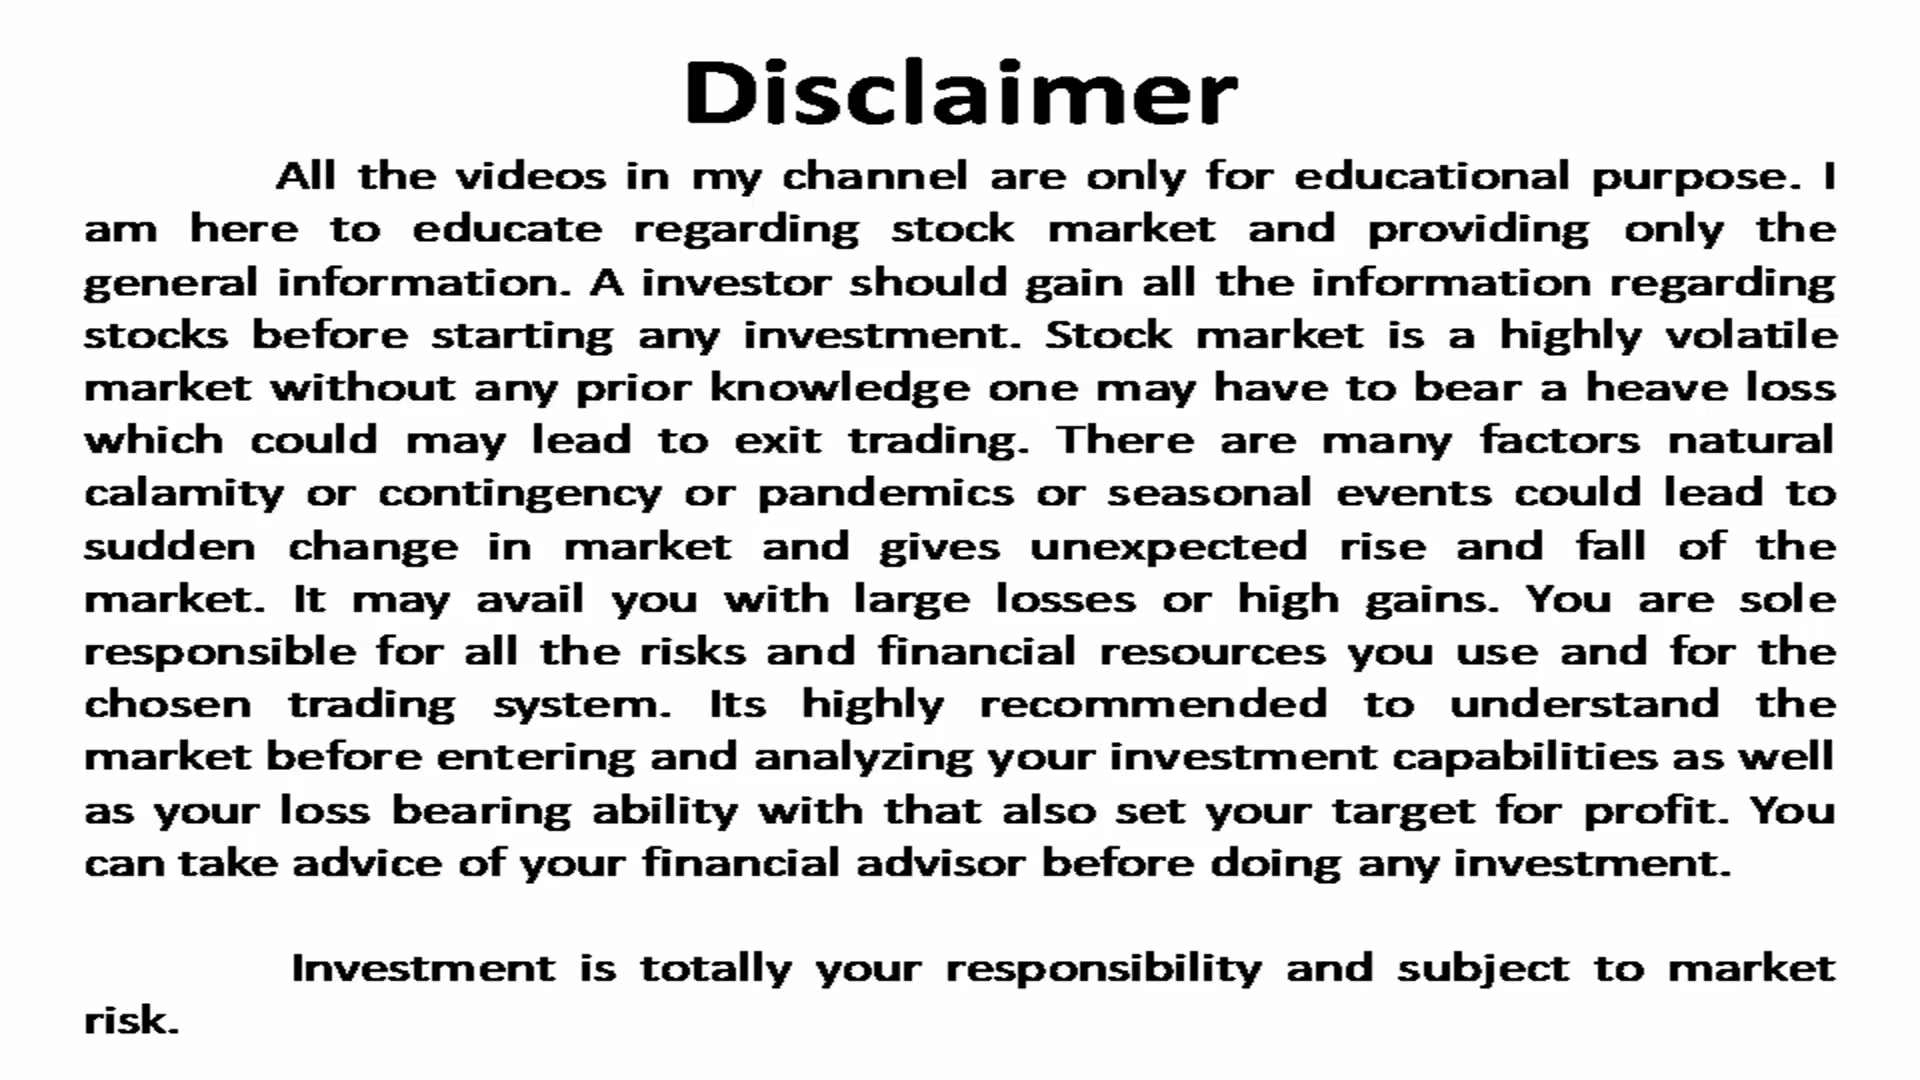 Disclaimer
All the videos in my channel are only for educational purpose. I
am here to educate regarding stock market and providing only the
general information. A investor should gain all the information regarding
stocks before starting any investment. Stock market is a highly volatile
market without any prior knowledge one may have to bear a heave loss
which could may lead to exit trading. There are many factors natural
calamity or contingency or pandemics or seasonal events could lead to
sudden change in market and gives unexpected rise and fall of the
market. It may avail you with large losses or high gains. You are sole
responsible for all the risks and financial resources you use and for the
chosen trading system. Its highly recommended to understand the
market before entering and analyzing your investment capabilities as well
as your loss bearing ability with that also set your target for profit. You
can take advice of your financial advisor before doing any investment.
Investment is totally your responsibility and subject to market
risk.